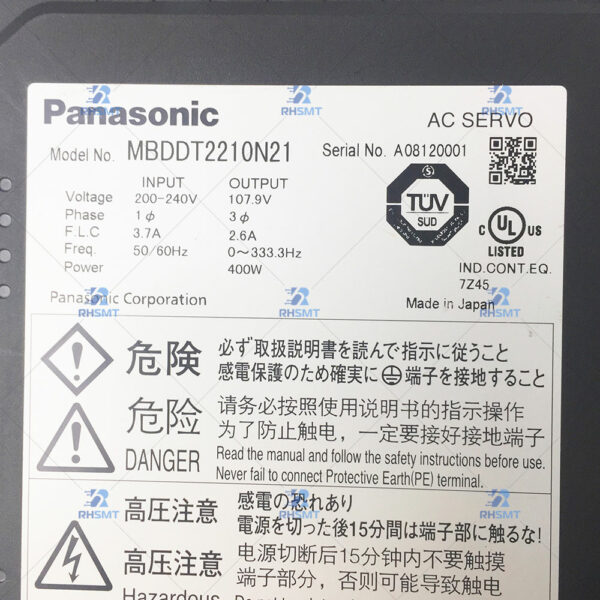 Panasonic
AC SERVO
Model No. MBDDT2210N21
Serial No. A08120001
INPUT OUTPUT
Voltage 200-240V 107.9V
Phase 1ϕ 3ϕ
F.L.C 3.7A 2.6A
Freq. 50/60Hz 0~333.3Hz
Power 400W
TÜV
SUD
C UL US
LISTED
IND.CONT.EQ.
7Z45
Panasonic Corporation
Made in Japan
危険
必ず取扱説明書を読んで指示に従うこと
感電保護のため確実に端子を接地すること
危险
请务必按照使用说明书的指示操作
为了防止触电，一定要接好接地端子
DANGER
Read the manual and follow the safety instructions before use.
Never fail to connect Protective Earth(PE) terminal.
高圧注意
感電の恐れあり
電源を切った後15分間は端子部に触るな!
高压注意
电源切断后15分钟内不要触摸
端子部分，否则可能导致触电
Hazardous
RHSMT